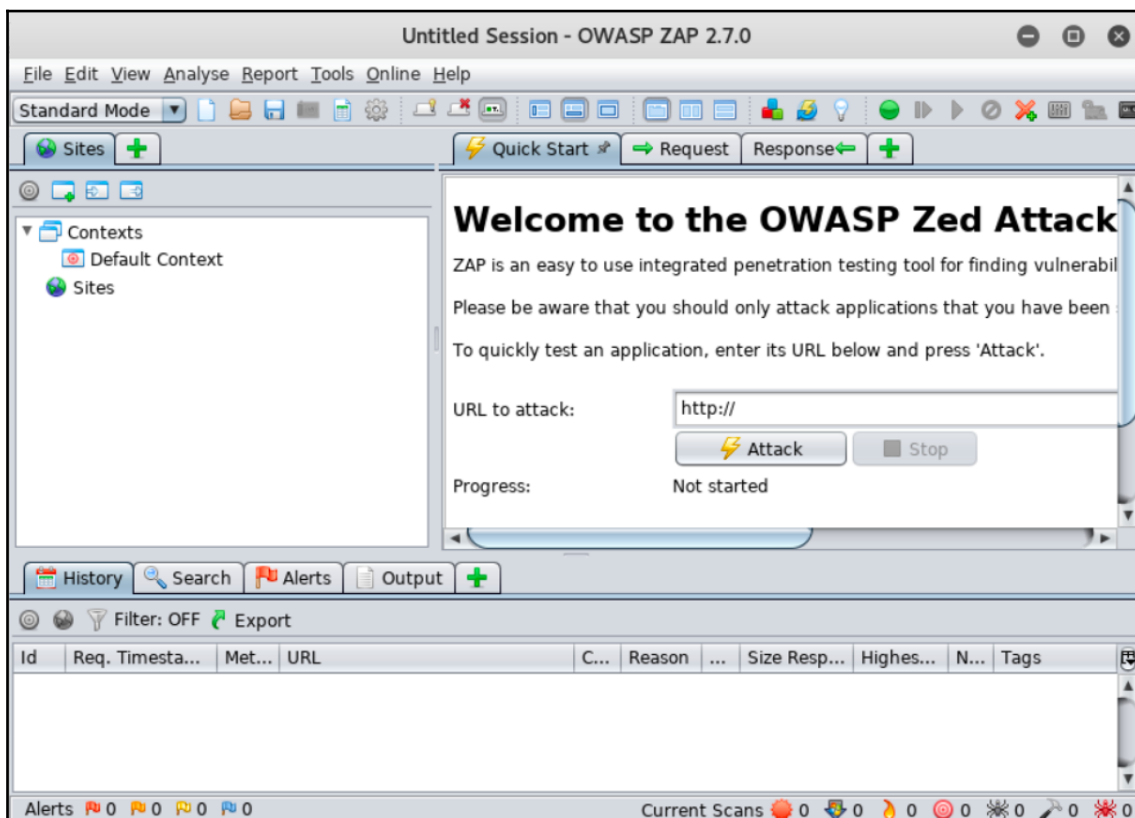 Untitled Session - OWASP ZAP 2.7.0
File Edit View Analyse Report Tools Online Help
Standard Mode
Sites
Quick Start
Request
Response
Contexts
Default Context
Sites
Welcome to the OWASP Zed Attack
ZAP is an easy to use integrated penetration testing tool for finding vulnerabil
Please be aware that you should only attack applications that you have been
To quickly test an application, enter its URL below and press 'Attack'.
URL to attack: http://
Attack Stop
Progress: Not started
History Search Alerts Output
Filter: OFF Export
Id Req. Timesta... Met... URL C... Reason ... Size Resp... Highes... N... Tags
Alerts 0 0 0 0 Current Scans 0 0 0 0 0 0 0